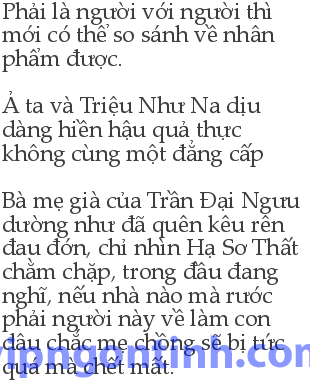 Phải là người với người thì
mới có thể so sánh về nhân
phẩm được.
Ả ta và Triệu Như Na dịu
dàng hiền hậu quả thực
không cùng một đẳng cấp
Bà mẹ già của Trần Đại Ngưu
dường như đã quên kêu rên
đau đớn, chỉ nhìn Hạ Sơ Thất
chằm chặp, trong đầu đang
nghĩ, nếu nhà nào mà rước
phải người này về làm con
dâu chắc mẹ chồng sẽ bị tức
quá mà chết mất.